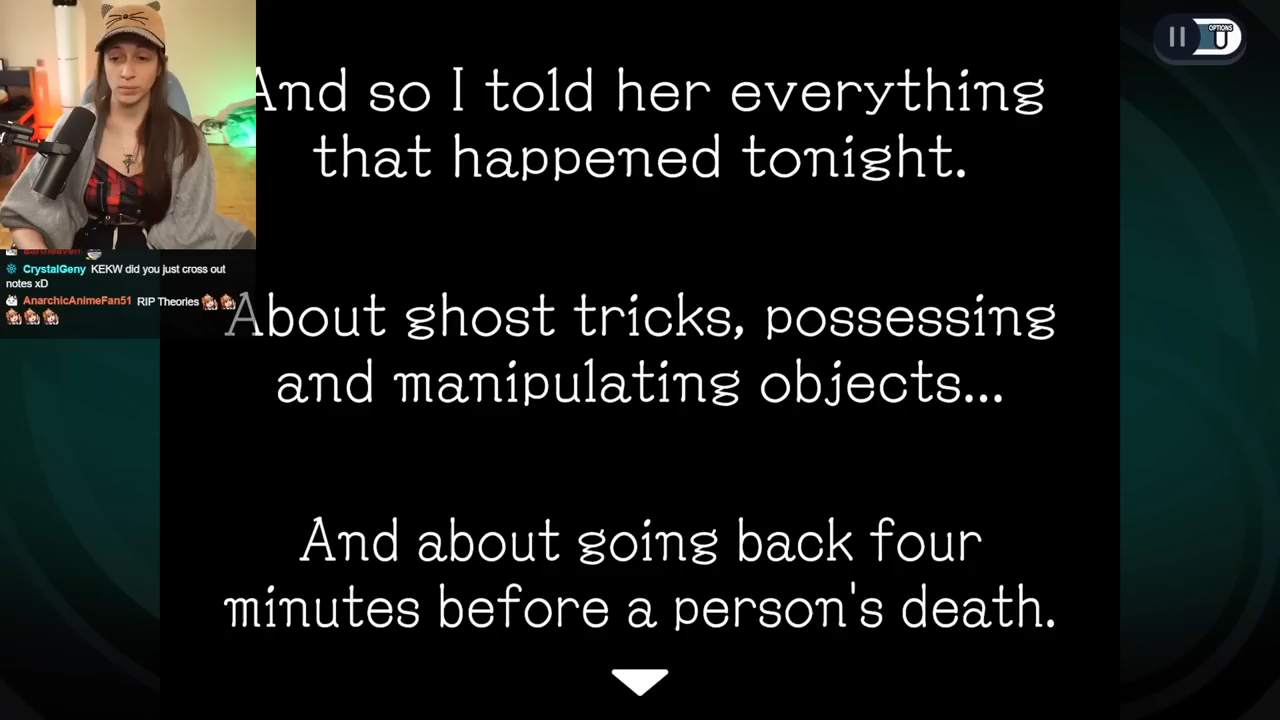 And so I told her everything
that happened tonight.
About ghost tricks, possessing
and manipulating objects...
And about going back four
minutes before a person's death.
OPTIONS
CrystalGeny KEKW did you just cross out
notes xD
AnarchicAnimeFan51 RIP Theories